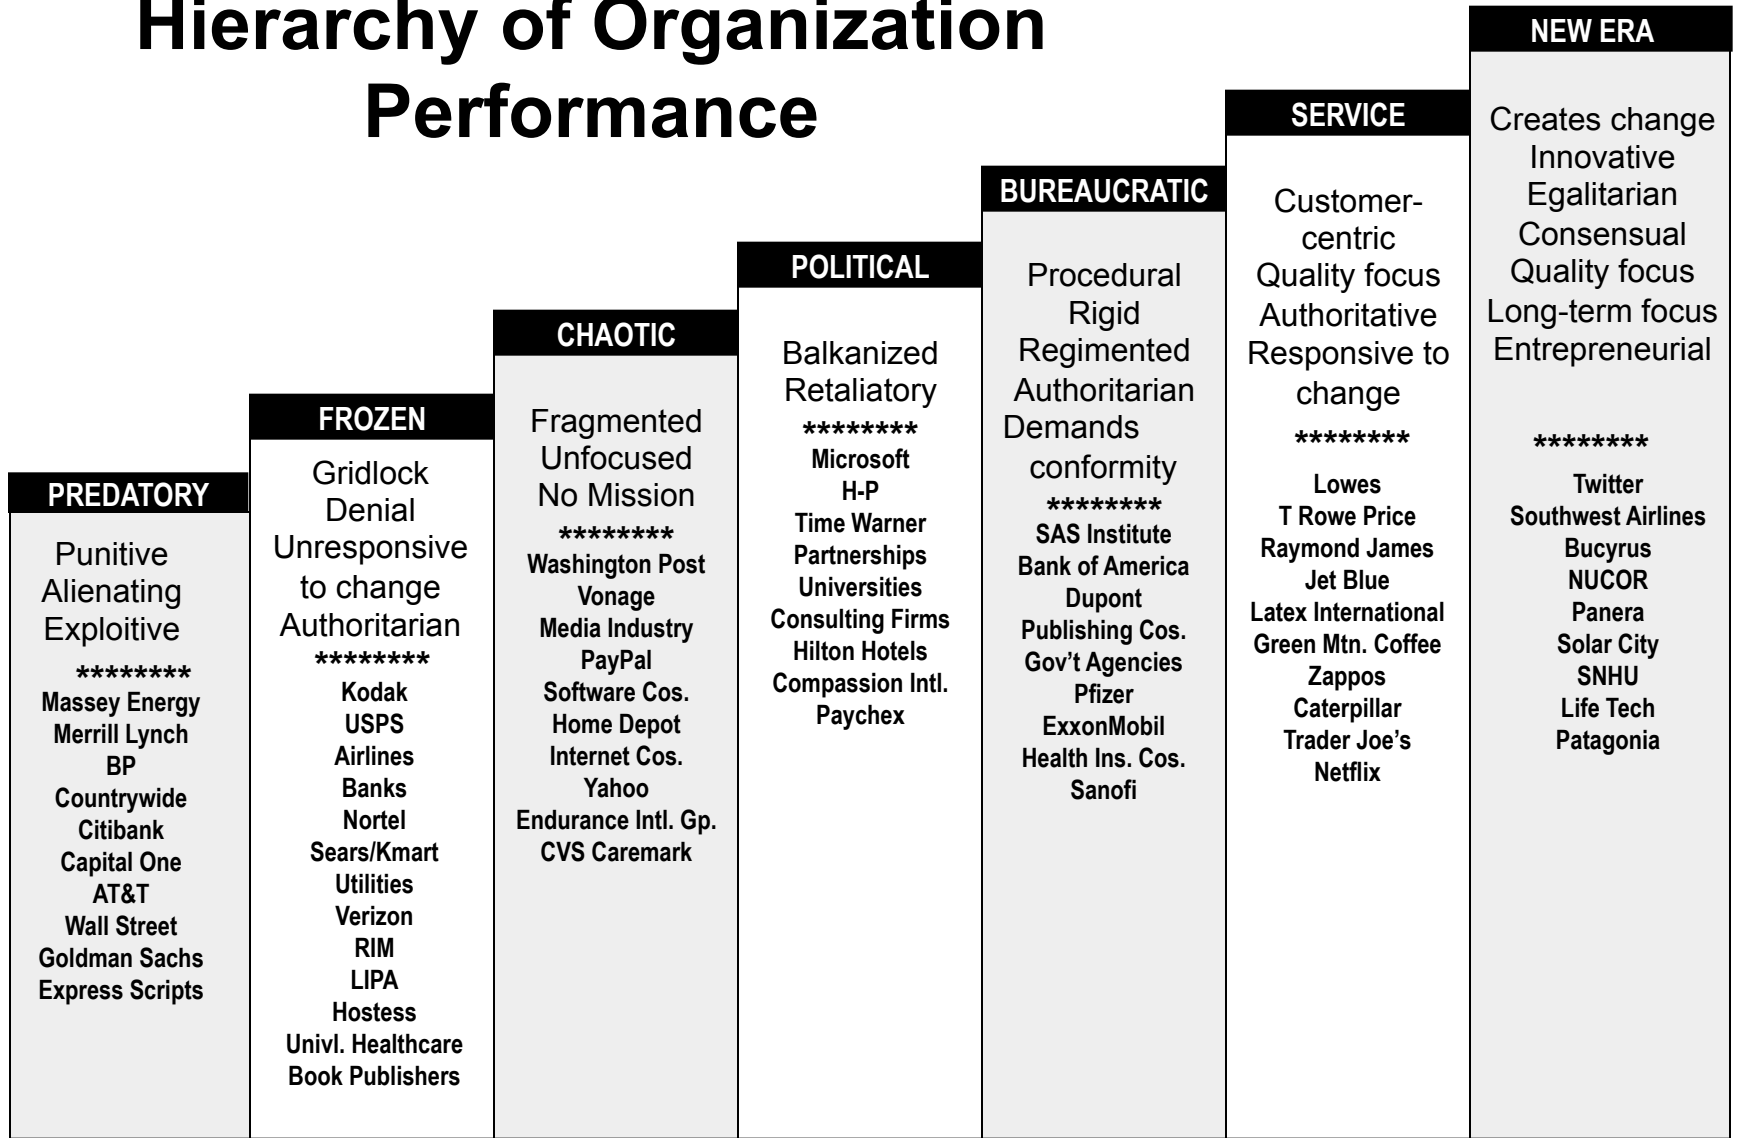 Hierarchy of Organization
Performance
PREDATORY
Punitive
Alienating
Exploitive
********
Massey Energy
Merrill Lynch
BP
Countrywide
Citibank
Capital One
AT&T
Wall Street
Goldman Sachs
Express Scripts
FROZEN
Gridlock
Denial
Unresponsive
to change
Authoritarian
********
Kodak
USPS
Airlines
Banks
Nortel
Sears/Kmart
Utilities
Verizon
RIM
LIPA
Hostess
Univl. Healthcare
Book Publishers
CHAOTIC
Fragmented
Unfocused
No Mission
********
Washington Post
Vonage
Media Industry
PayPal
Software Cos.
Home Depot
Internet Cos.
Yahoo
Endurance Intl. Gp.
CVS Caremark
POLITICAL
Balkanized
Retaliatory
********
Microsoft
H-P
Time Warner
Partnerships
Universities
Consulting Firms
Hilton Hotels
Compassion Intl.
Paychex
BUREAUCRATIC
Procedural
Rigid
Regimented
Authoritarian
Demands
conformity
********
SAS Institute
Bank of America
Dupont
Publishing Cos.
Gov't Agencies
Pfizer
ExxonMobil
Health Ins. Cos.
Sanofi
SERVICE
Customer-
centric
Quality focus
Authoritative
Responsive to
change
********
Lowes
T Rowe Price
Raymond James
Jet Blue
Latex International
Green Mtn. Coffee
Zappos
Caterpillar
Trader Joe's
Netflix
NEW ERA
Creates change
Innovative
Egalitarian
Consensual
Quality focus
Long-term focus
Entrepreneurial
********
Twitter
Southwest Airlines
Bucyrus
NUCOR
Panera
Solar City
SNHU
Life Tech
Patagonia